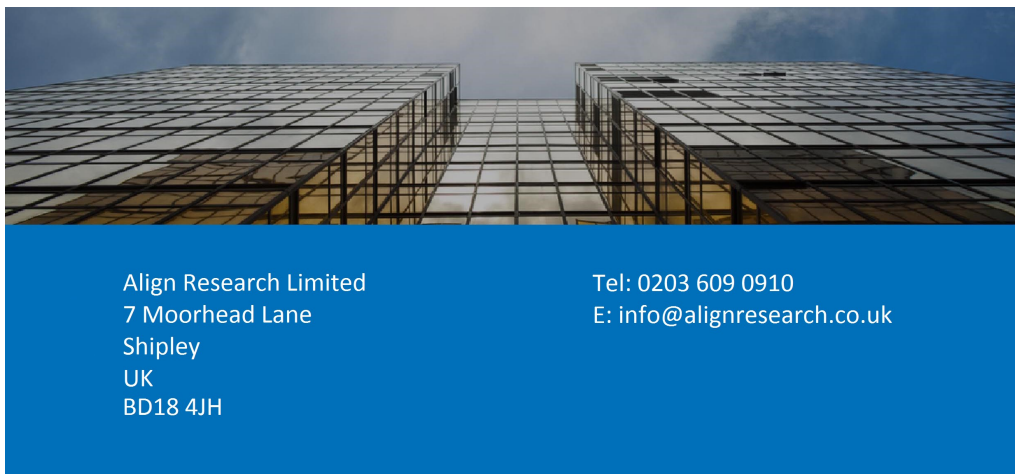 Align Research Limited
7 Moorhead Lane
Shipley
UK
BD18 4JH
Tel: 0203 609 0910
E: info@alignresearch.co.uk